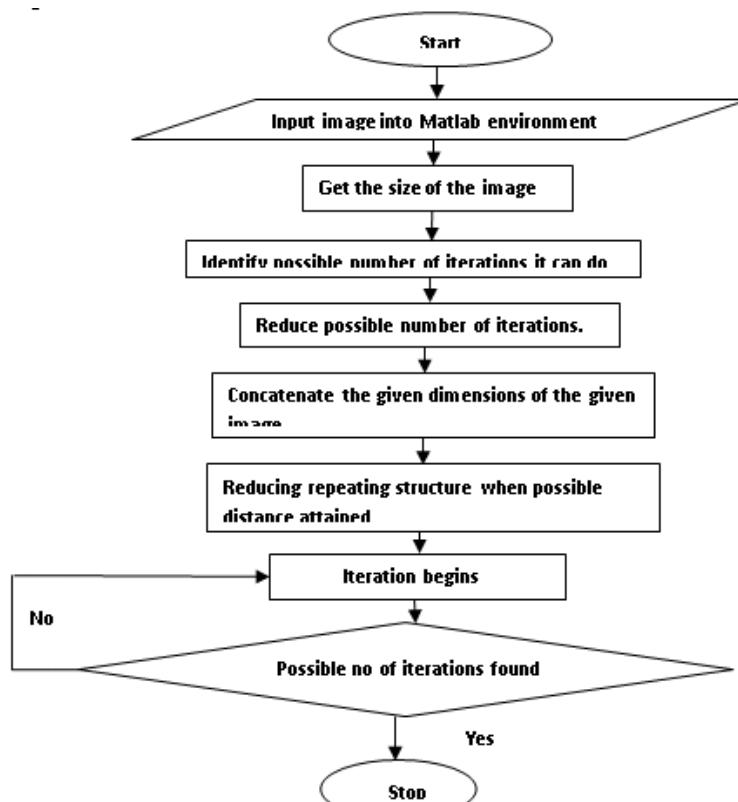 Start
Input image into Matlab environment
Get the size of the image
Identify possible number of iterations it can do
Reduce possible number of iterations.
Concatenate the given dimensions of the given
image
Reducing repeating structure when possible
distance attained
Iteration begins
No
Possible no of iterations found
Yes
Stop